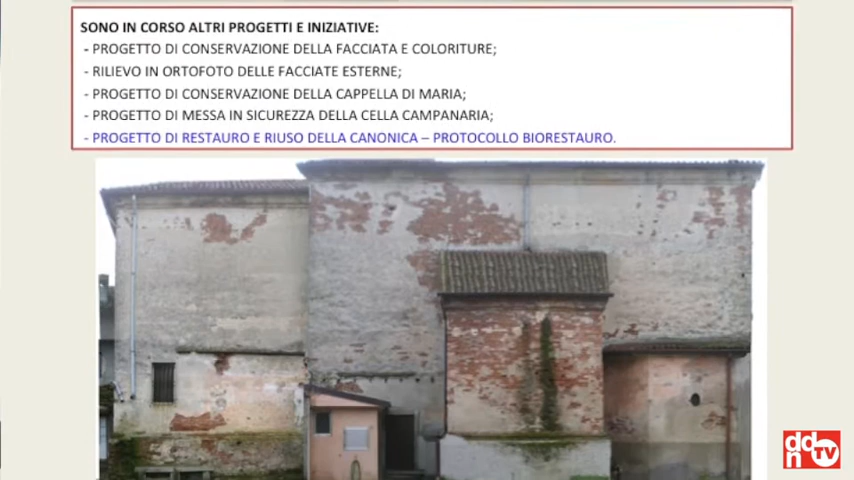 SONO IN CORSO ALTRI PROGETTI E INIZIATIVE:
- PROGETTO DI CONSERVAZIONE DELLA FACCIATA E COLORITURE;
- RILIEVO IN ORTOFOTO DELLE FACCIATE ESTERNE;
- PROGETTO DI CONSERVAZIONE DELLA CAPPELLA DI MARIA;
- PROGETTO DI MESSA IN SICUREZZA DELLA CELLA CAMPANARIA;
- PROGETTO DI RESTAURO E RIUSO DELLA CANONICA – PROTOCOLLO BIORESTAURO.
dd
n TV